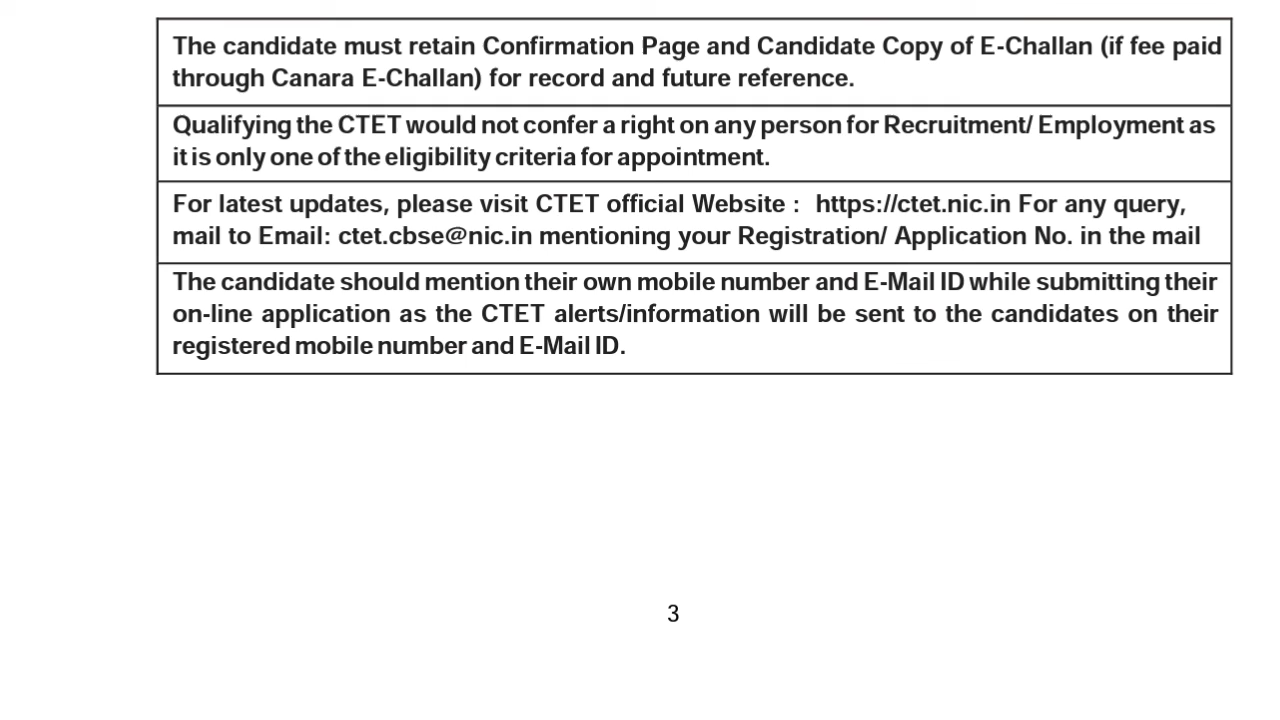 The candidate must retain Confirmation Page and Candidate Copy of E-Challan (if fee paid
through Canara E-Challan) for record and future reference.
Qualifying the CTET would not confer a right on any person for Recruitment/ Employment as
it is only one of the eligibility criteria for appointment.
For latest updates, please visit CTET official Website : https://ctet.nic.in For any query,
mail to Email: ctet.cbse@nic.in mentioning your Registration/ Application No. in the mail
The candidate should mention their own mobile number and E-Mail ID while submitting their
on-line application as the CTET alerts/information will be sent to the candidates on their
registered mobile number and E-Mail ID.
3